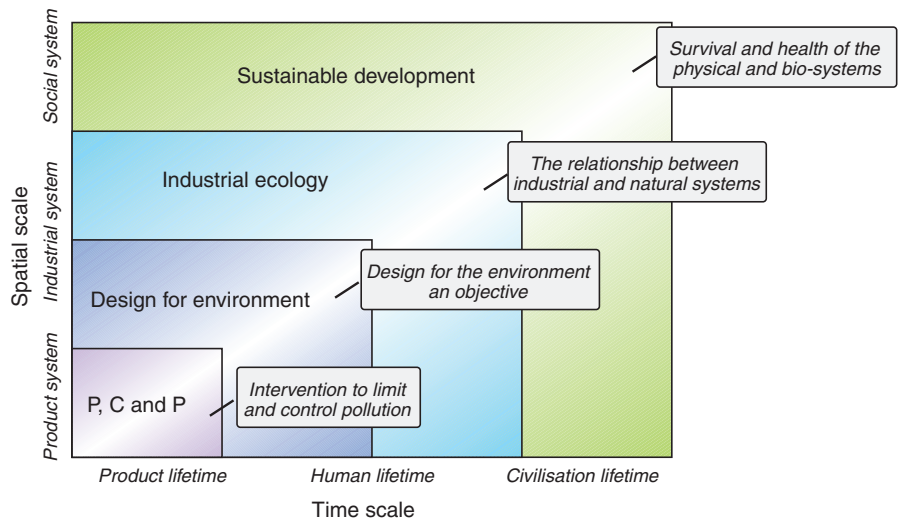 Social system
Sustainable development
Survival and health of the
physical and bio-systems
Spatial scale
Industrial system
Industrial ecology
The relationship between
industrial and natural systems
Design for environment
Design for the environment
an objective
Product system
P, C and P
Intervention to limit
and control pollution
Product lifetime
Human lifetime
Civilisation lifetime
Time scale